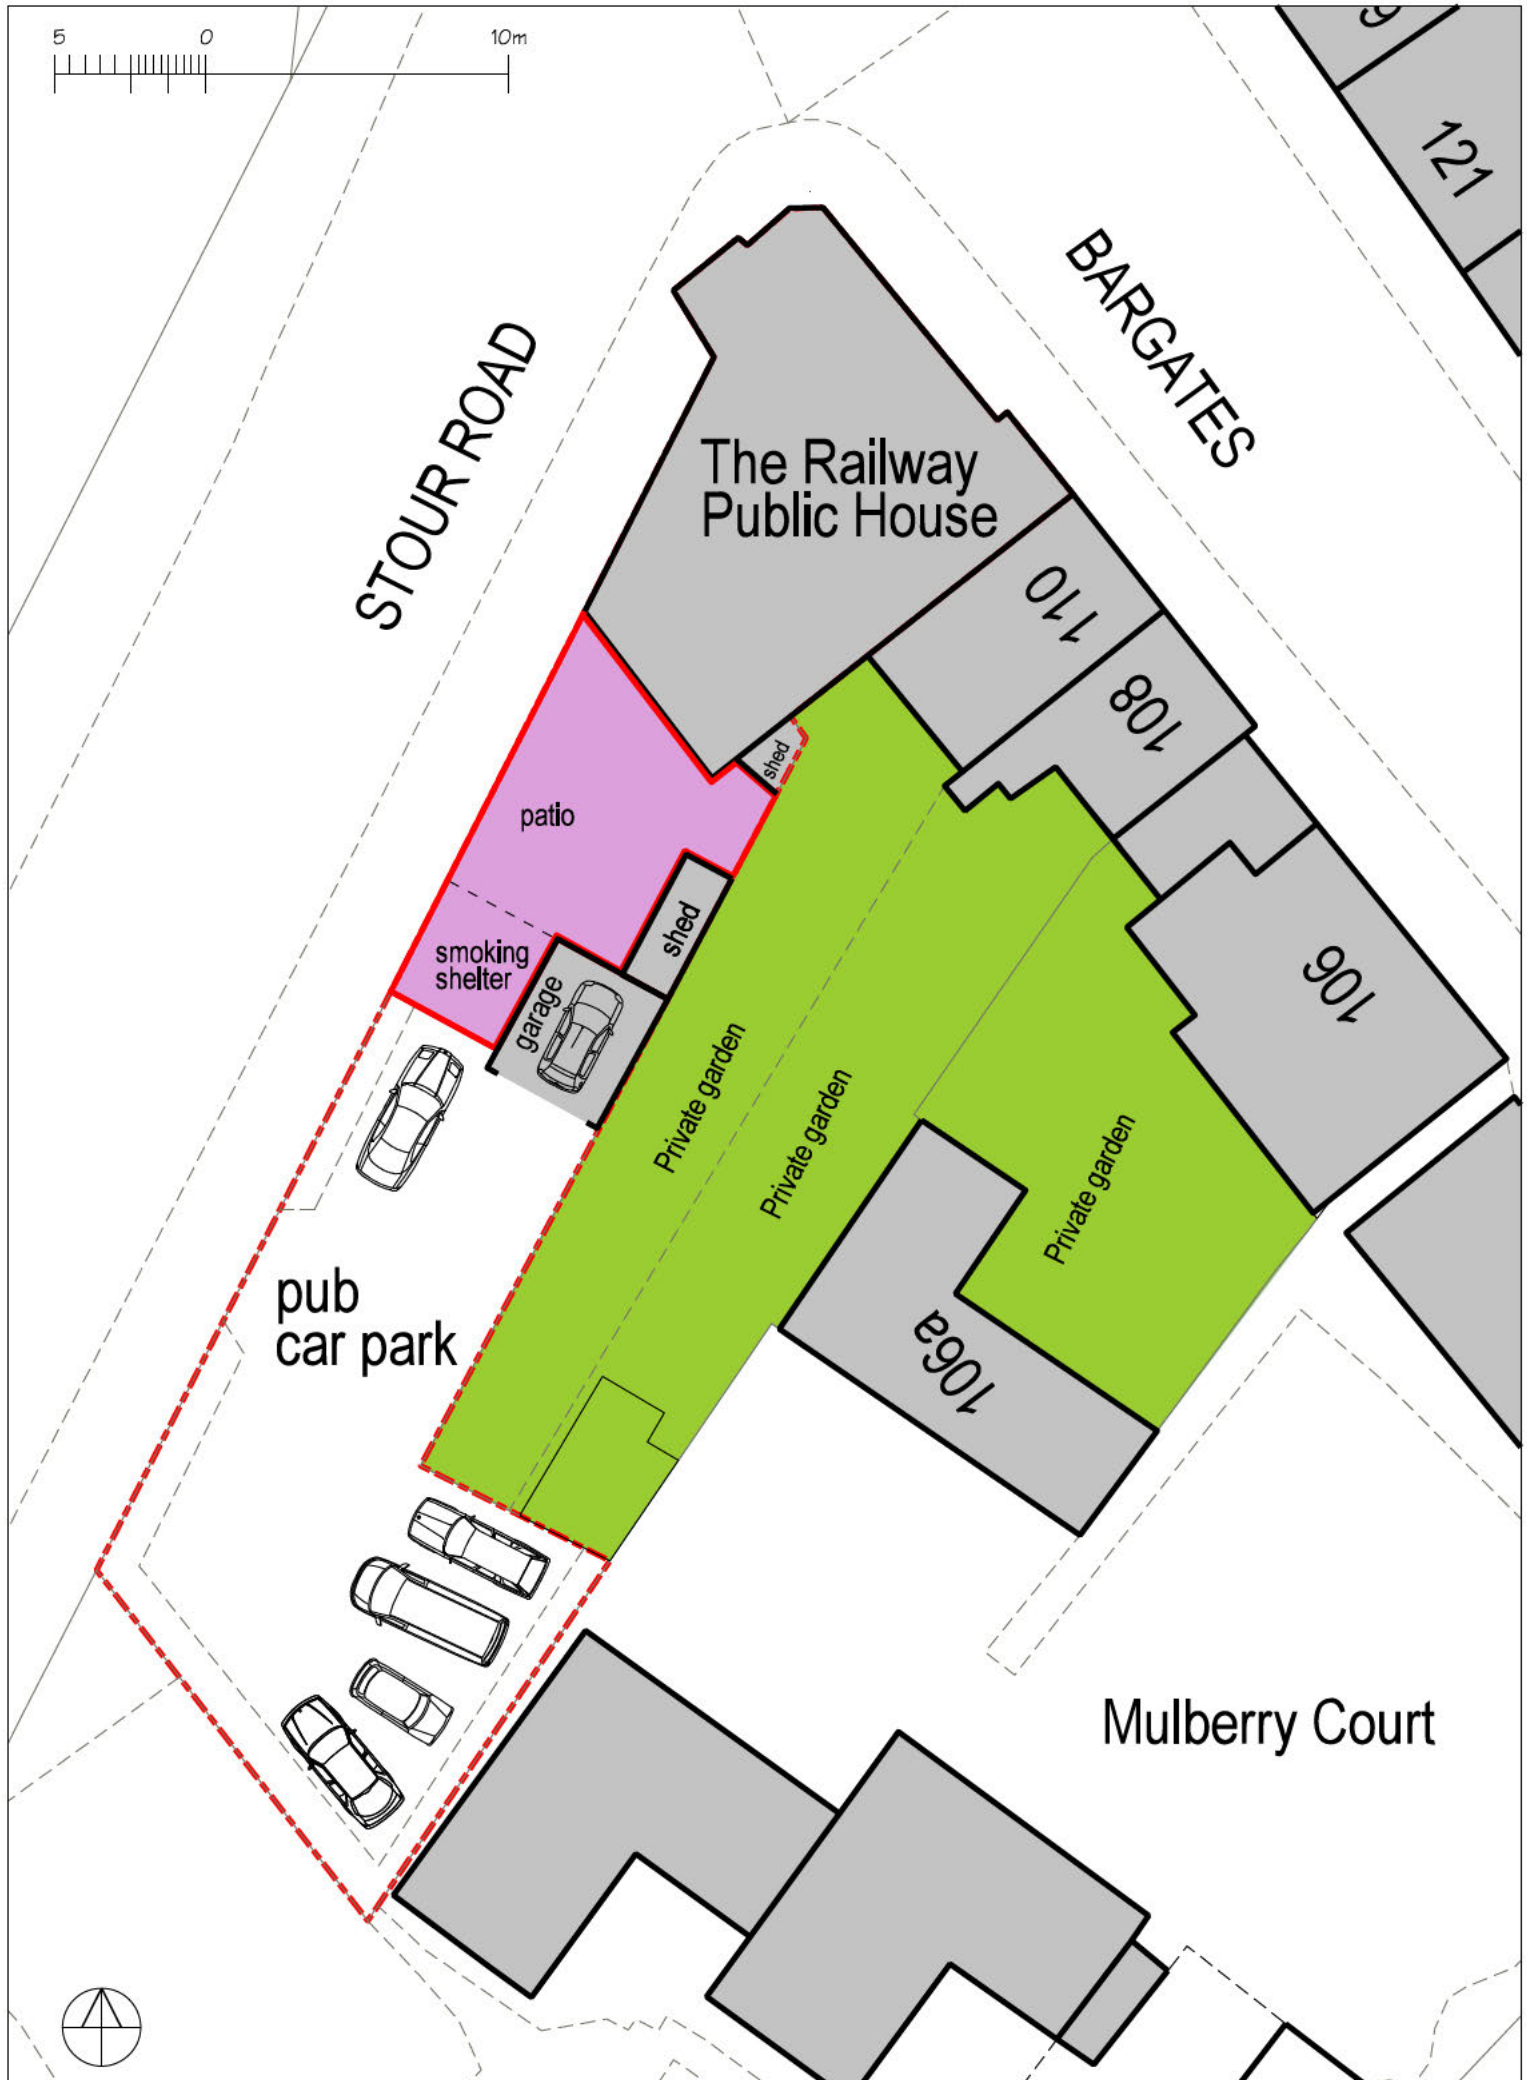 5 0 10m
9
121
BARGATES
STOUR ROAD
The Railway
Public House
110
108
shed
patio
shed
smoking
shelter
garage
106
Private garden
Private garden
Private garden
pub
car park
106a
Mulberry Court